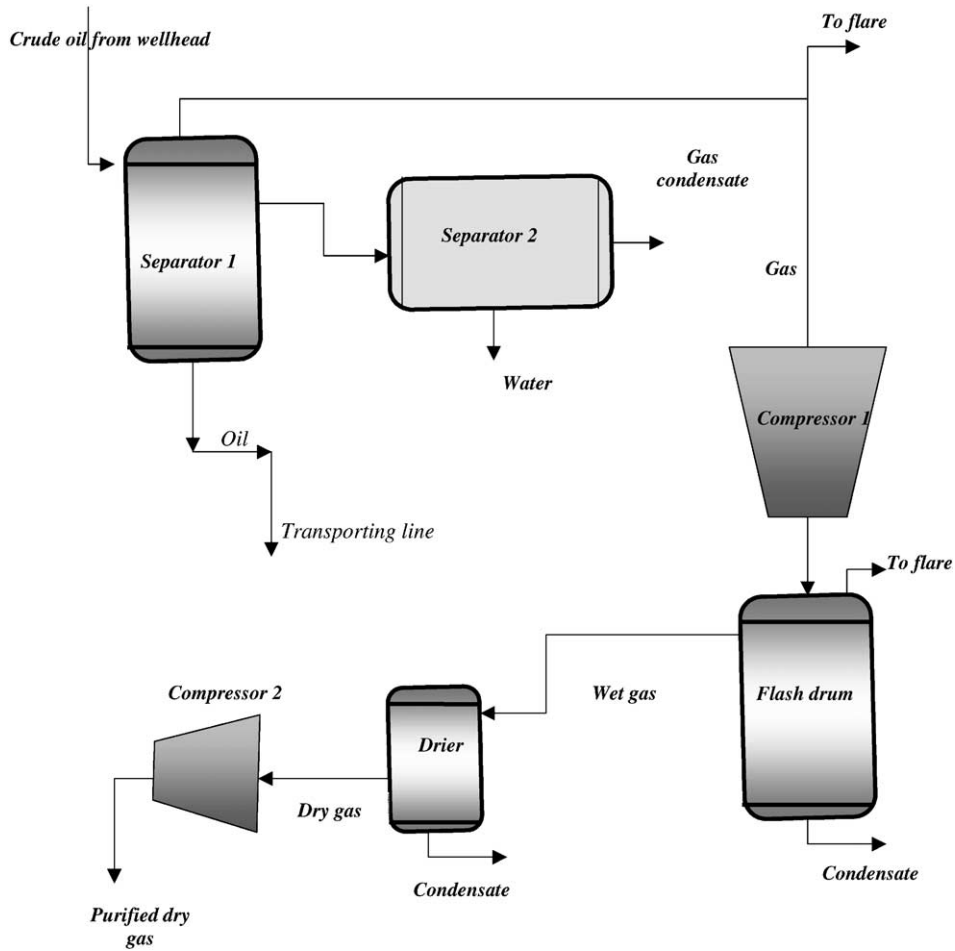 To flare
Crude oil from wellhead
Gas
condensate
Separator 2
Separator 1
Gas
Water
Compressor 1
Oil
Transporting line
To flare
Compressor 2
Wet gas
Flash drum
Drier
Dry gas
Condensate
Condensate
Purified dry
gas